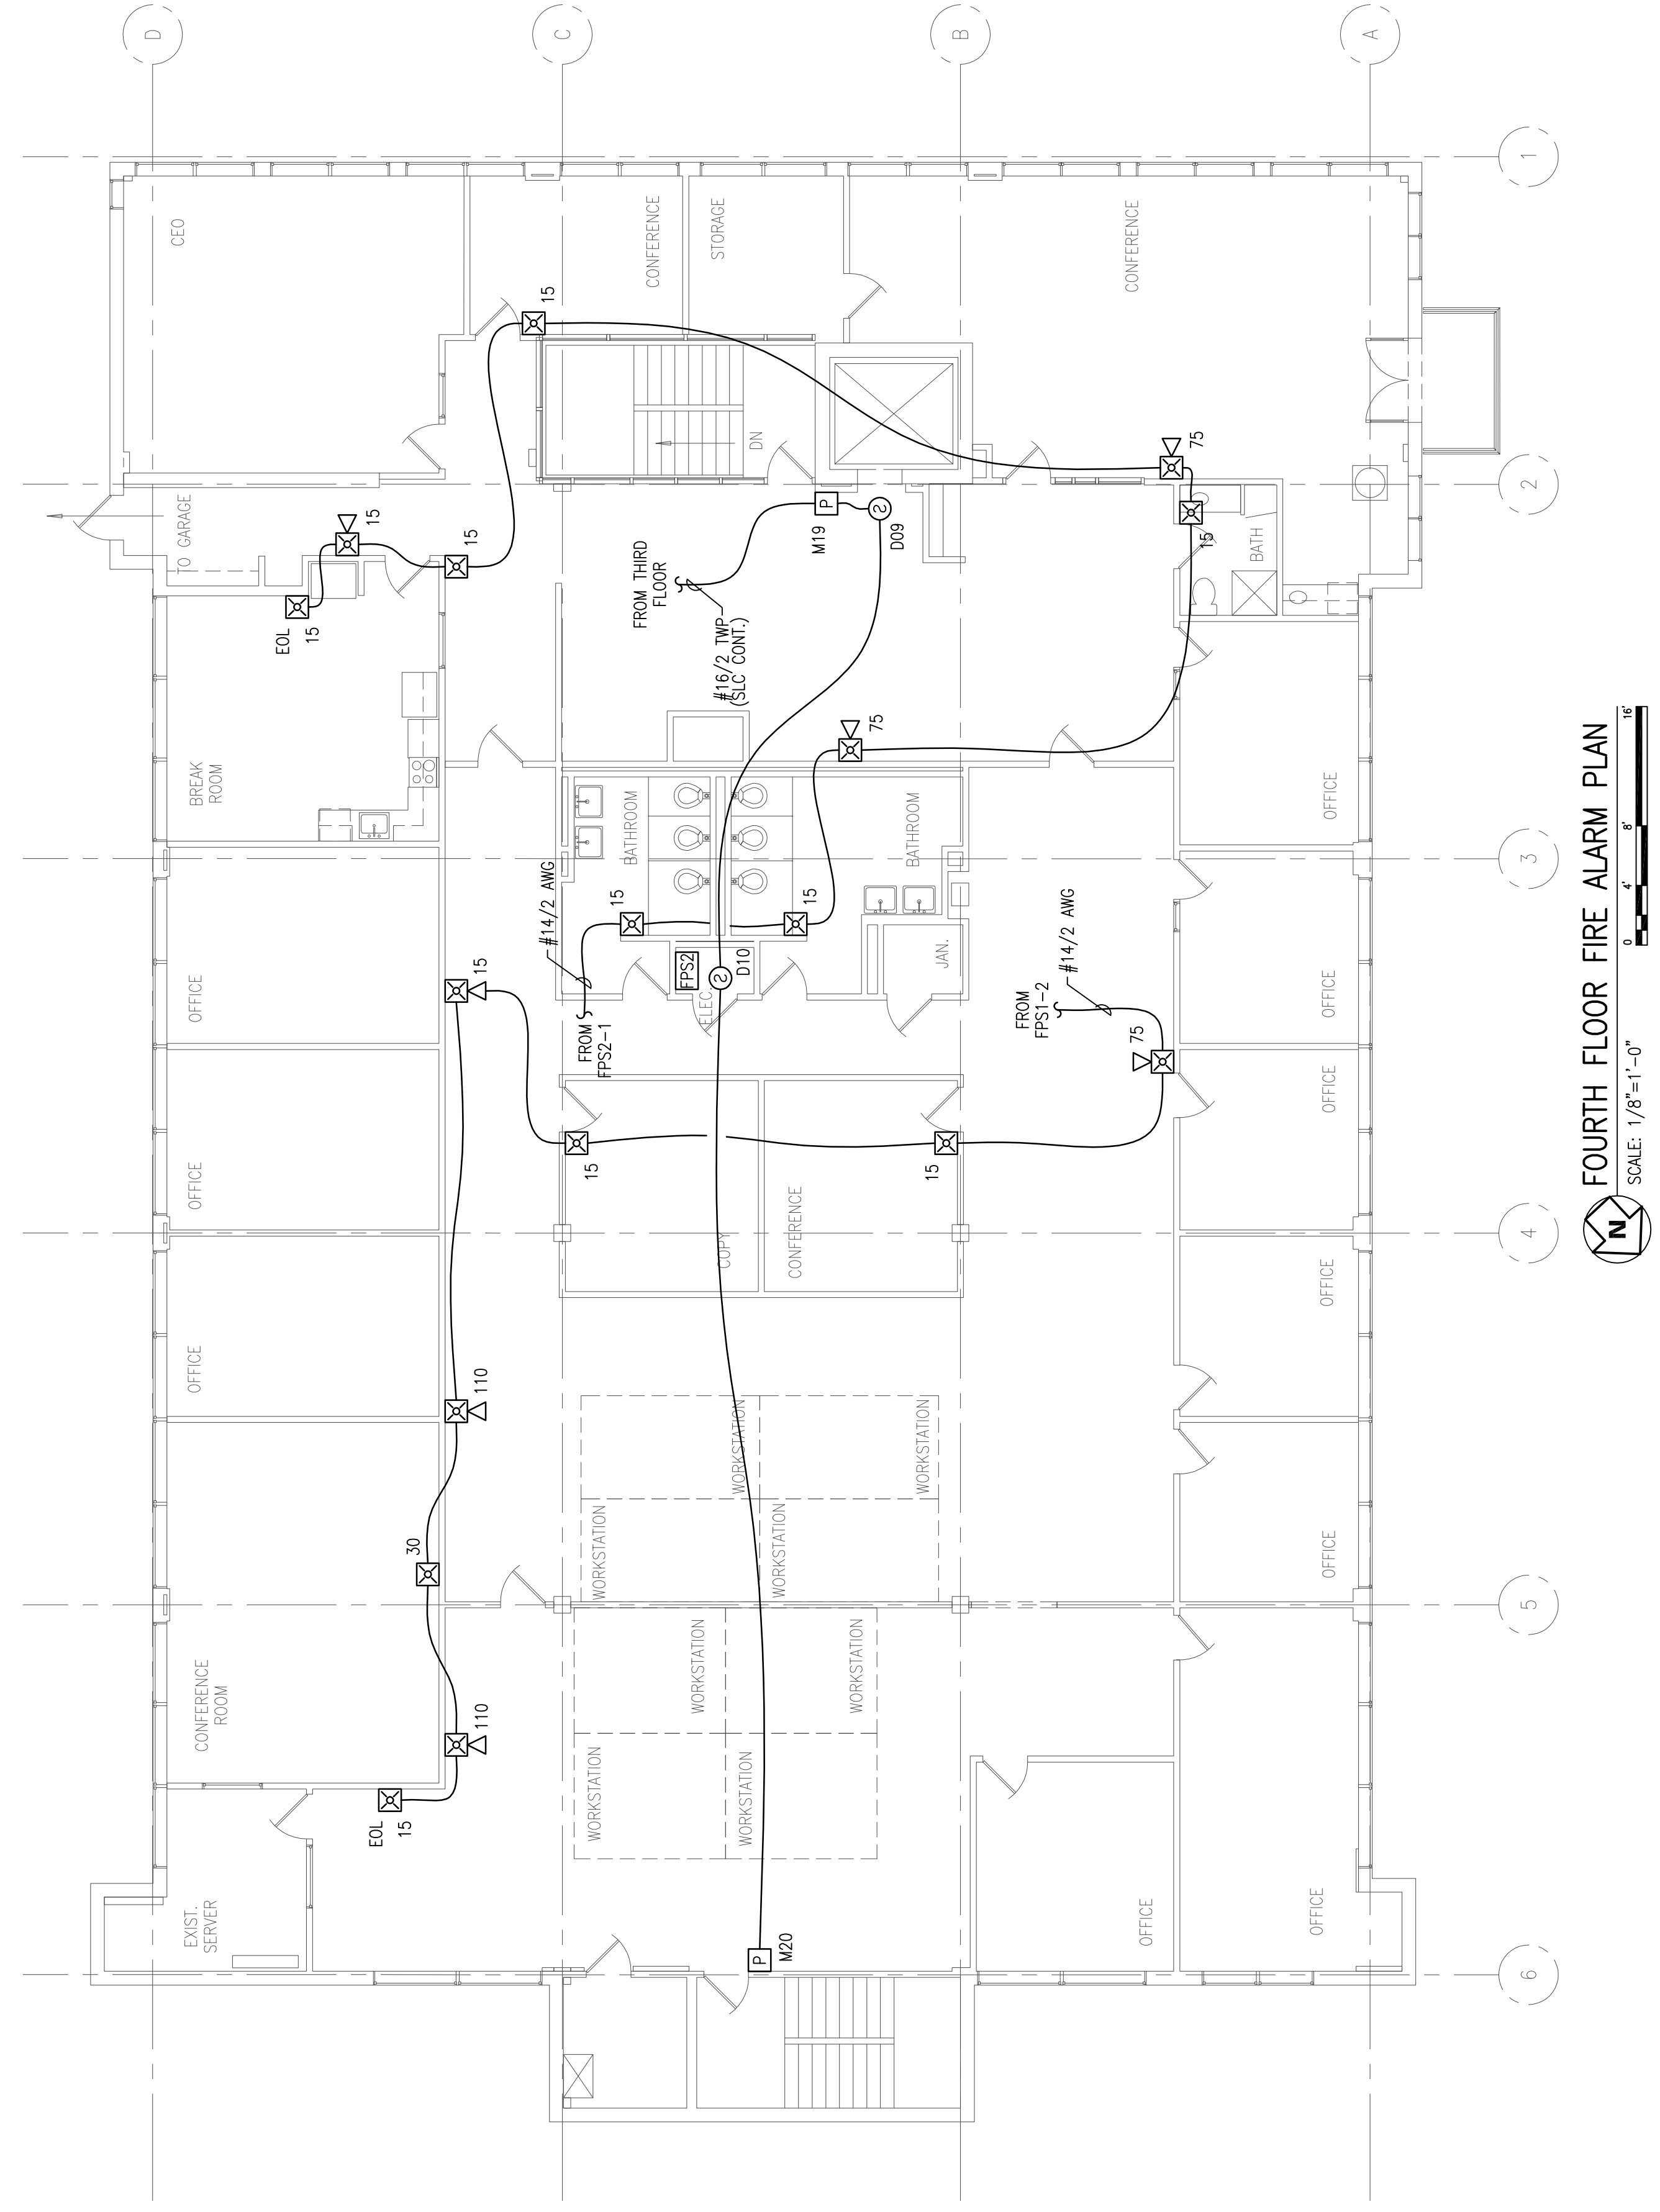 D
C
B
A
1
2
3
4
5
6
CEO
CONFERENCE
STORAGE
CONFERENCE
TO GARAGE
DN
BREAK
ROOM
BATH
BATHROOM
BATHROOM
JAN.
ELEC.
OFFICE
OFFICE
OFFICE
OFFICE
OFFICE
OFFICE
OFFICE
OFFICE
OFFICE
OFFICE
COPY
CONFERENCE
WORKSTATION
WORKSTATION
WORKSTATION
WORKSTATION
WORKSTATION
WORKSTATION
WORKSTATION
WORKSTATION
CONFERENCE
ROOM
EXIST.
SERVER
EOL
15
15
15
15
75
15
75
15
15
FROM THIRD
FLOOR
#16/2 TWP
(SLC CONT.)
P
M19
S
D09
#14/2 AWG
FROM
FPS2-1
FPS2
S
D10
FROM
FPS1-2
#14/2 AWG
75
15
15
15
110
30
110
EOL
15
P
M20
N
FOURTH FLOOR FIRE ALARM PLAN
SCALE: 1/8"=1'-0"
0
4'
8'
16'